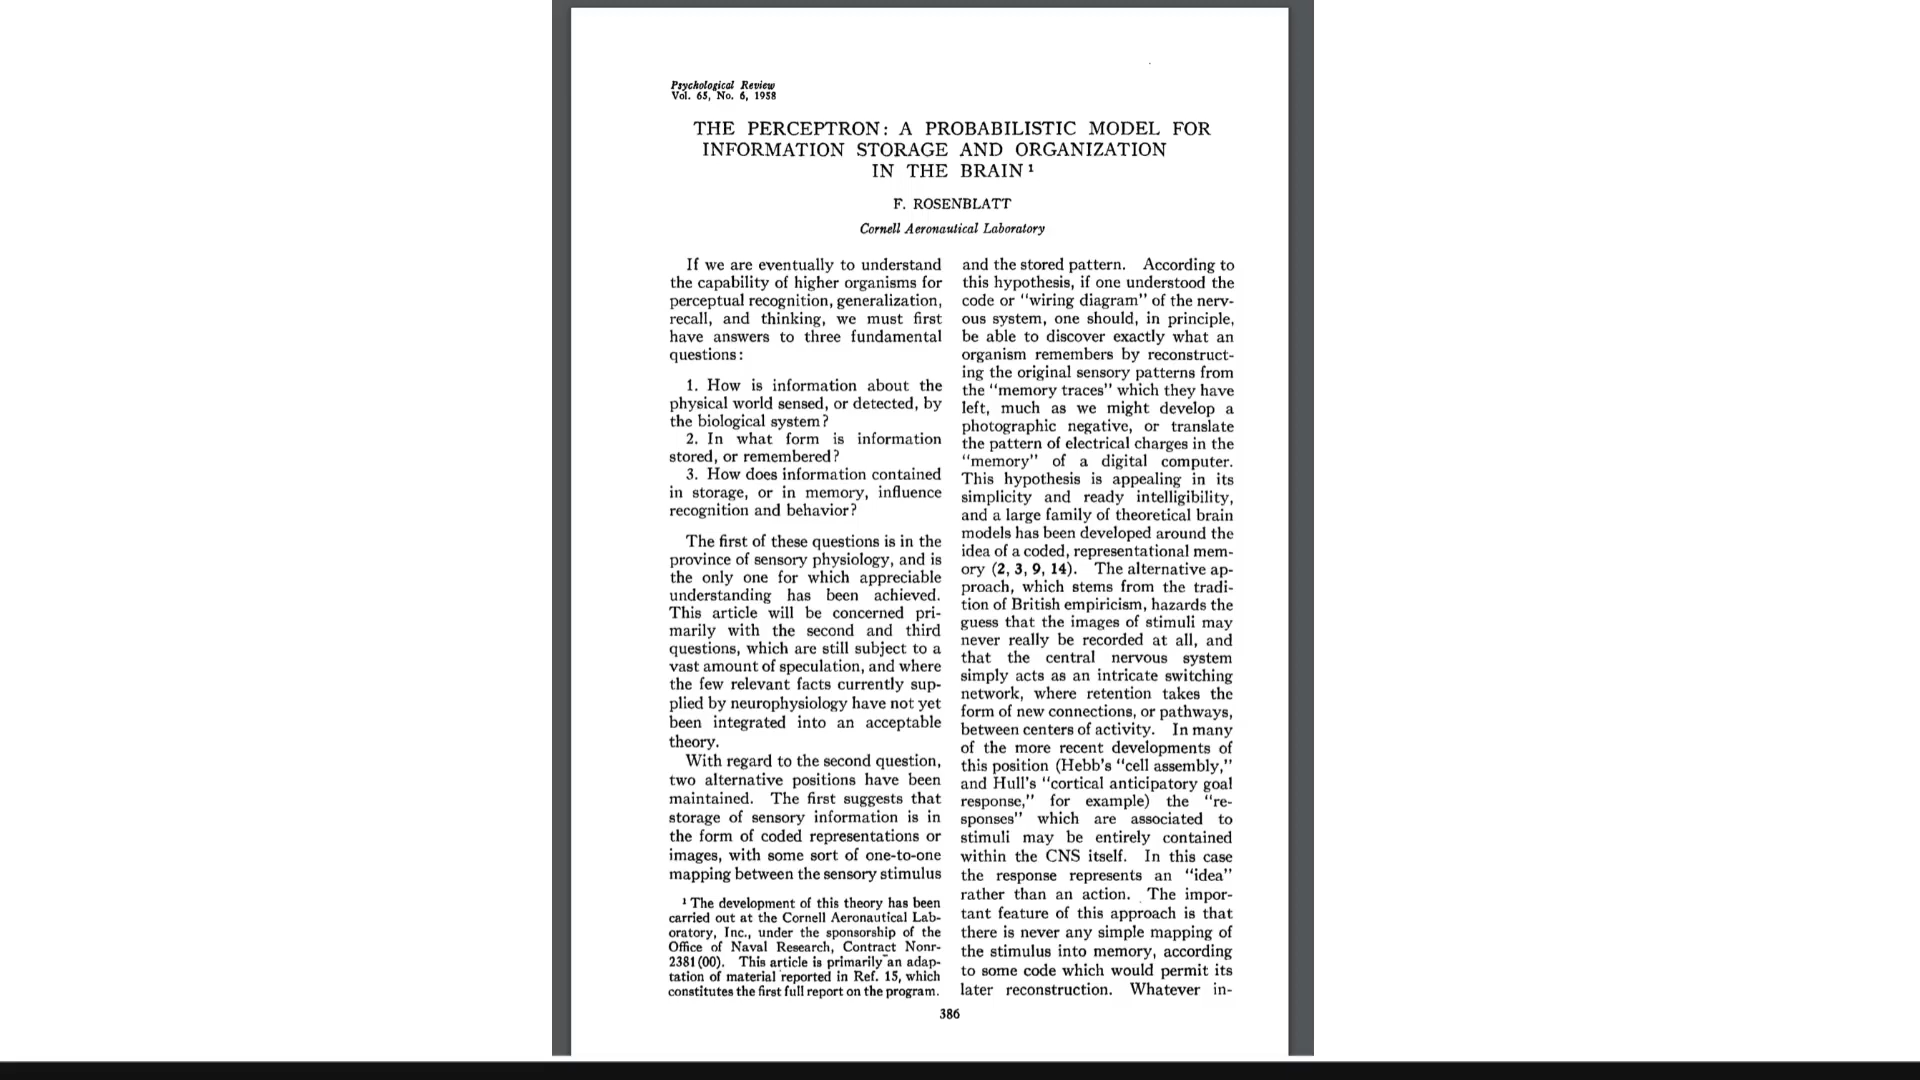 Psychological Review
Vol. 65, No. 6, 1958
THE PERCEPTRON: A PROBABILISTIC MODEL FOR
INFORMATION STORAGE AND ORGANIZATION
IN THE BRAIN ¹
F. ROSENBLATT
Cornell Aeronautical Laboratory
If we are eventually to understand
the capability of higher organisms for
perceptual recognition, generalization,
recall, and thinking, we must first
have answers to three fundamental
questions:
1. How is information about the
physical world sensed, or detected, by
the biological system?
2. In what form is information
stored, or remembered?
3. How does information contained
in storage, or in memory, influence
recognition and behavior?
The first of these questions is in the
province of sensory physiology, and is
the only one for which appreciable
understanding has been achieved.
This article will be concerned pri-
marily with the second and third
questions, which are still subject to a
vast amount of speculation, and where
the few relevant facts currently sup-
plied by neurophysiology have not yet
been integrated into an acceptable
theory.
With regard to the second question,
two alternative positions have been
maintained. The first suggests that
storage of sensory information is in
the form of coded representations or
images, with some sort of one-to-one
mapping between the sensory stimulus
¹ The development of this theory has been
carried out at the Cornell Aeronautical Lab-
oratory, Inc., under the sponsorship of the
Office of Naval Research, Contract Nonr-
2381(00). This article is primarily an adap-
tation of material reported in Ref. 15, which
constitutes the first full report on the program.
and the stored pattern. According to
this hypothesis, if one understood the
code or "wiring diagram" of the nerv-
ous system, one should, in principle,
be able to discover exactly what an
organism remembers by reconstruct-
ing the original sensory patterns from
the "memory traces" which they have
left, much as we might develop a
photographic negative, or translate
the pattern of electrical charges in the
"memory" of a digital computer.
This hypothesis is appealing in its
simplicity and ready intelligibility,
and a large family of theoretical brain
models has been developed around the
idea of a coded, representational mem-
ory (2, 3, 9, 14). The alternative ap-
proach, which stems from the tradi-
tion of British empiricism, hazards the
guess that the images of stimuli may
never really be recorded at all, and
that the central nervous system
simply acts as an intricate switching
network, where retention takes the
form of new connections, or pathways,
between centers of activity. In many
of the more recent developments of
this position (Hebb's "cell assembly,"
and Hull's "cortical anticipatory goal
response," for example) the "re-
sponses" which are associated to
stimuli may be entirely contained
within the CNS itself. In this case
the response represents an "idea"
rather than an action. The impor-
tant feature of this approach is that
there is never any simple mapping of
the stimulus into memory, according
to some code which would permit its
later reconstruction. Whatever in-
386